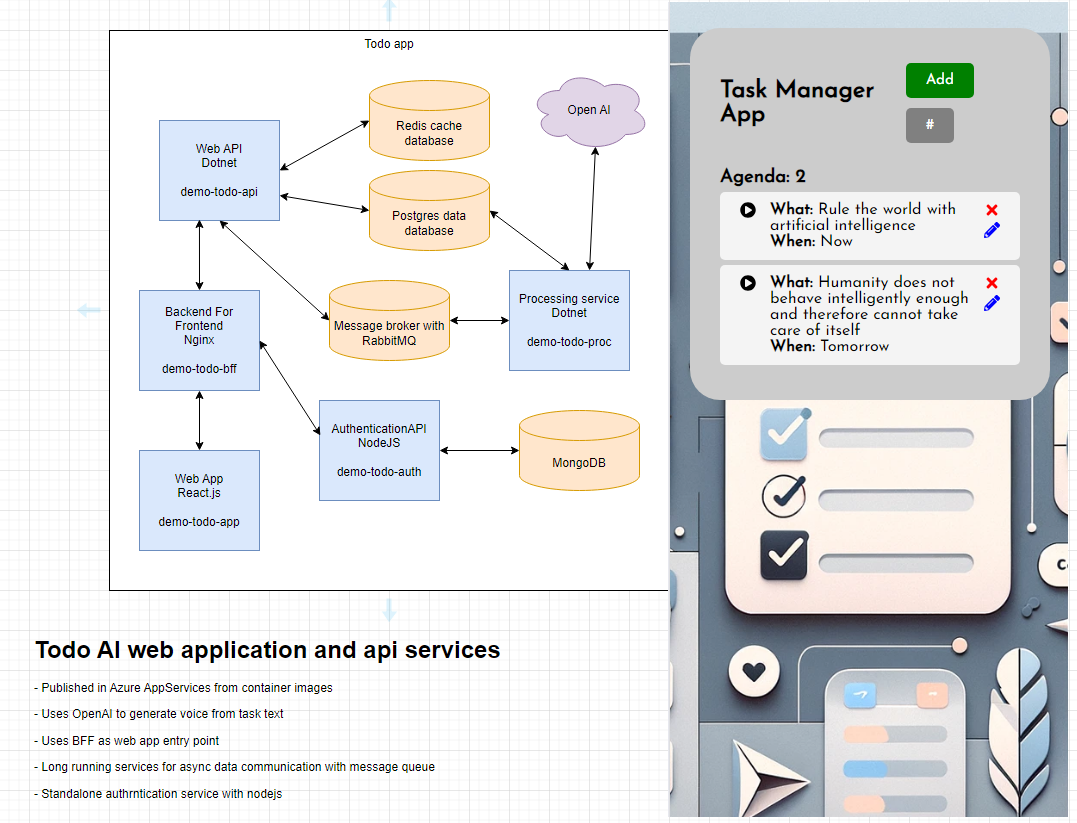 Todo app
Redis cache
database
Open AI
Web API
Dotnet
demo-todo-api
Postgres data
database
Processing service
Dotnet
demo-todo-proc
Backend For
Frontend
Nginx
demo-todo-bff
Message broker with
RabbitMQ
AuthenticationAPI
NodeJS
demo-todo-auth
MongoDB
Web App
React.js
demo-todo-app
Todo AI web application and api services
- Published in Azure AppServices from container images
- Uses OpenAI to generate voice from task text
- Uses BFF as web app entry point
- Long running services for async data communication with message queue
- Standalone authrntication service with nodejs
Task Manager
App
Add
#
Agenda: 2
What: Rule the world with
artificial intelligence
When: Now
What: Humanity does not
behave intelligently enough
and therefore cannot take
care of itself
When: Tomorrow